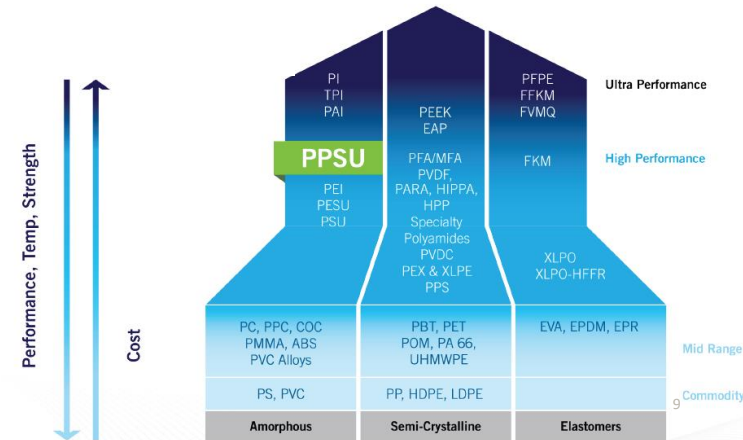 Performance, Temp, Strength
Cost
PI
TPI
PAI
PPSU
PEI
PESU
PSU
PEEK
EAP
PFA/MFA
PVDF,
PARA, HIPPA,
HPP
Specialty
Polyamides
PVDC
PEX & XLPE
PPS
PFPE
FFKM
FVMQ
FKM
XLPO
XLPO-HFFR
Ultra Performance
High Performance
PC, PPC, COC
PMMA, ABS
PVC Alloys
PBT, PET
POM, PA 66,
UHMWPE
EVA, EPDM, EPR
Mid Range
PS, PVC
PP, HDPE, LDPE
9
Commodity
Amorphous
Semi-Crystalline
Elastomers